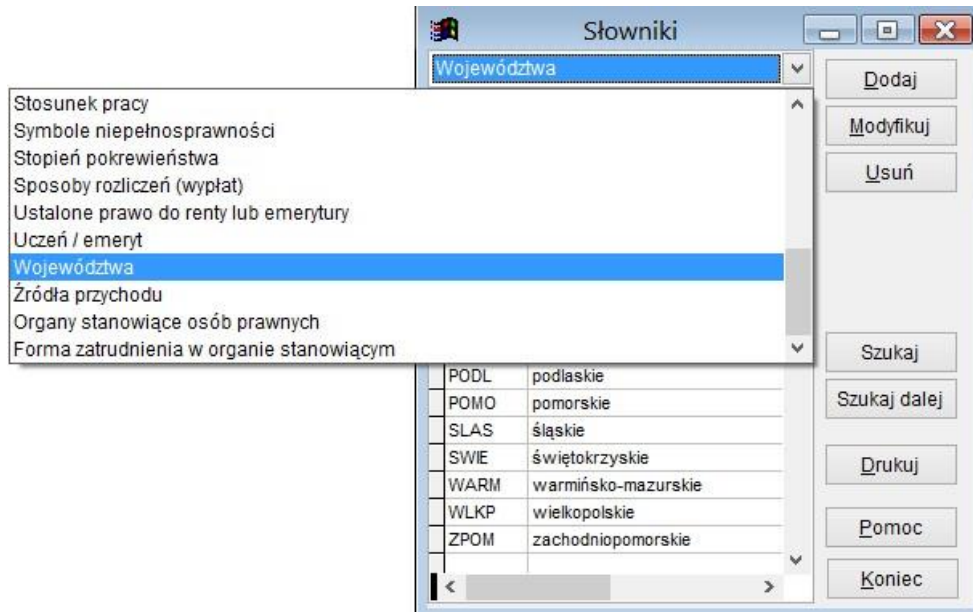 Słowniki
Województwa
Dodaj
Stosunek pracy
Symbole niepełnosprawności
Modyfikuj
Stopień pokrewieństwa
Usuń
Sposoby rozliczeń (wypłat)
Ustalone prawo do renty lub emerytury
Uczeń / emeryt
Województwa
Źródła przychodu
Organy stanowiące osób prawnych
Forma zatrudnienia w organie stanowiącym
Szukaj
PODL podlaskie
POMO pomorskie
Szukaj dalej
SLAS śląskie
SWIE świętokrzyskie
Drukuj
WARM warmińsko-mazurskie
WLKP wielkopolskie
Pomoc
ZPOM zachodniopomorskie
Koniec